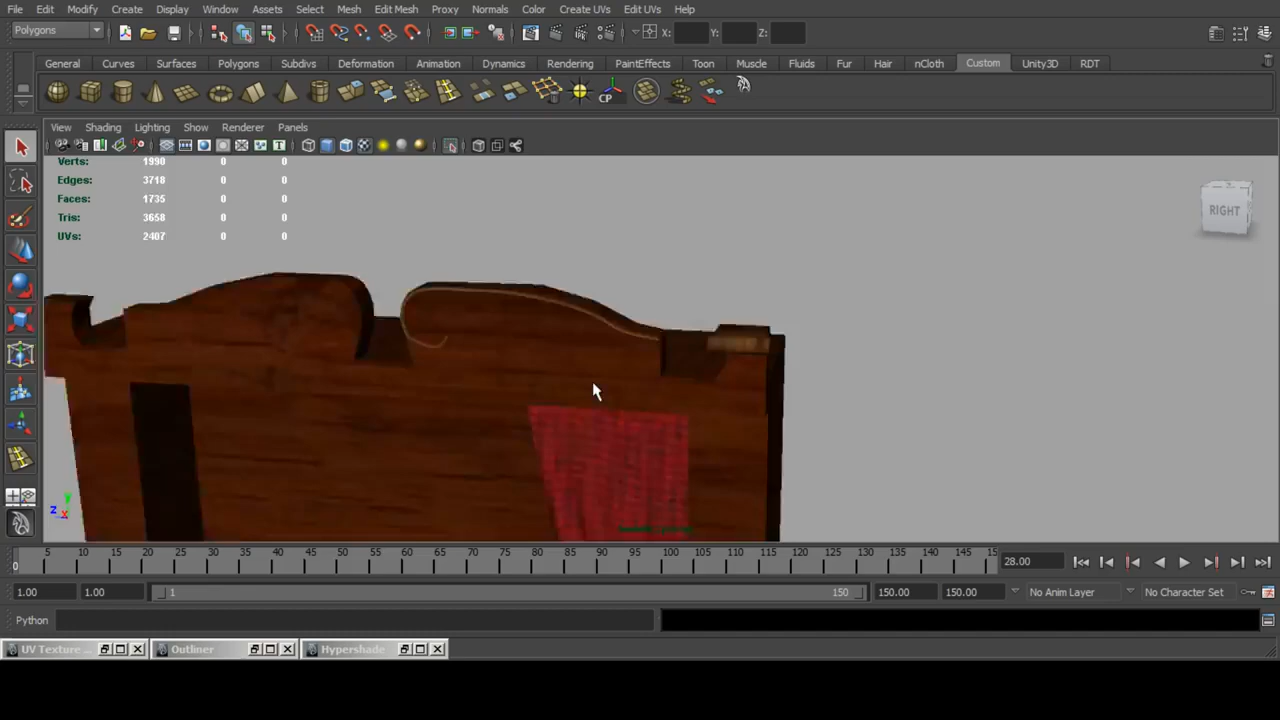 File Edit Modify Create Display Window Assets Select Mesh Edit Mesh Proxy Normals Color Create UVs Edit UVs Help
Polygons X: Y: Z:
General Curves Surfaces Polygons Subdivs Deformation Animation Dynamics Rendering PaintEffects Toon Muscle Fluids Fur Hair nCloth Custom Unity3D RDT
CP
View Shading Lighting Show Renderer Panels
Verts: 1990 0 0
Edges: 3718 0 0
Faces: 1735 0 0
Tris: 3658 0 0
UVs: 2407 0 0
RIGHT
y
z x
5 10 15 20 25 30 35 40 45 50 55 60 65 70 75 80 85 90 95 100 105 110 115 120 125 130 135 140 145 15
0 28.00
1.00 1.00 1 150 150.00 150.00 No Anim Layer No Character Set
Python
UV Texture ... Outliner Hypershade